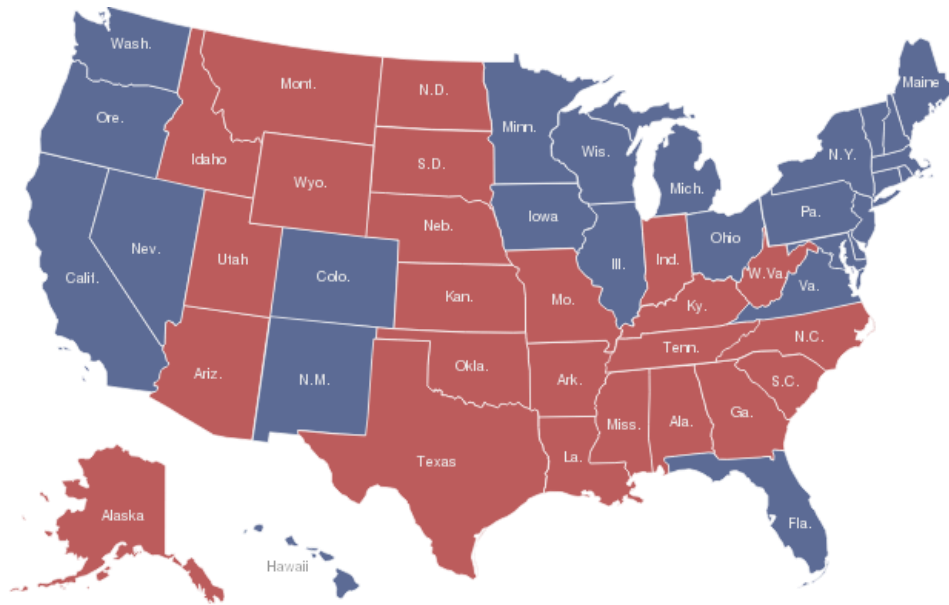 Wash.
Maine
Mont.
N.D.
Ore.
Minn.
N.Y.
Wis.
Idaho
S.D.
Mich.
Wyo.
Iowa
Pa.
Neb.
Ohio
Nev.
Utah
Ill.
Ind.
Calif.
Colo.
W.Va.
Va.
Kan.
Mo.
Ky.
N.C.
Tenn.
Okla.
Ariz.
Ark.
S.C.
N.M.
Ga.
Miss.
Ala.
Texas
La.
Alaska
Fla.
Hawaii